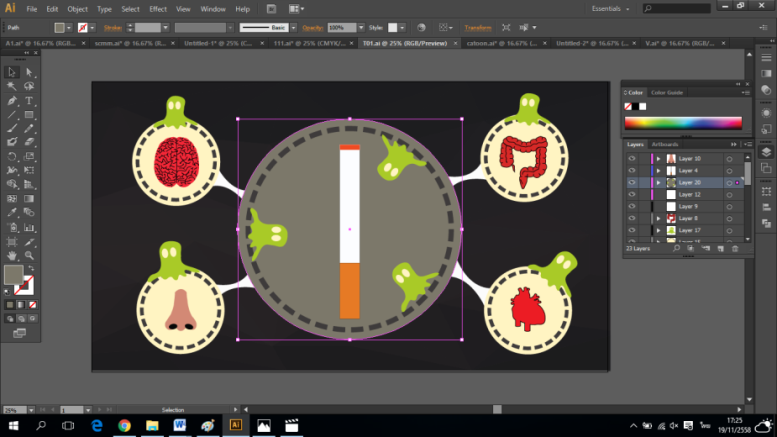 Ai
File Edit Object Type Select Effect View Window Help
Essentials
Path
Stroke:
Basic
Opacity: 100%
Style:
Transform
A1.ai* @ 16.67% (RGB...
scmm.ai* @ 16.67% (RGB...
Untitled-1* @ 25% (C...
111.ai* @ 25% (CMYK/...
T01.ai @ 25% (RGB/Preview)
catoon.ai* @ 16.67% (...
Untitled-2* @ 16.67% (...
V.ai* @ 16.67% (RGB/...
Color Color Guide
Layers Artboards
Layer 10
Layer 4
Layer 20
Layer 12
Layer 9
Layer 8
Layer 17
23 Layers
25%
1
Selection
17:25
19/11/2558